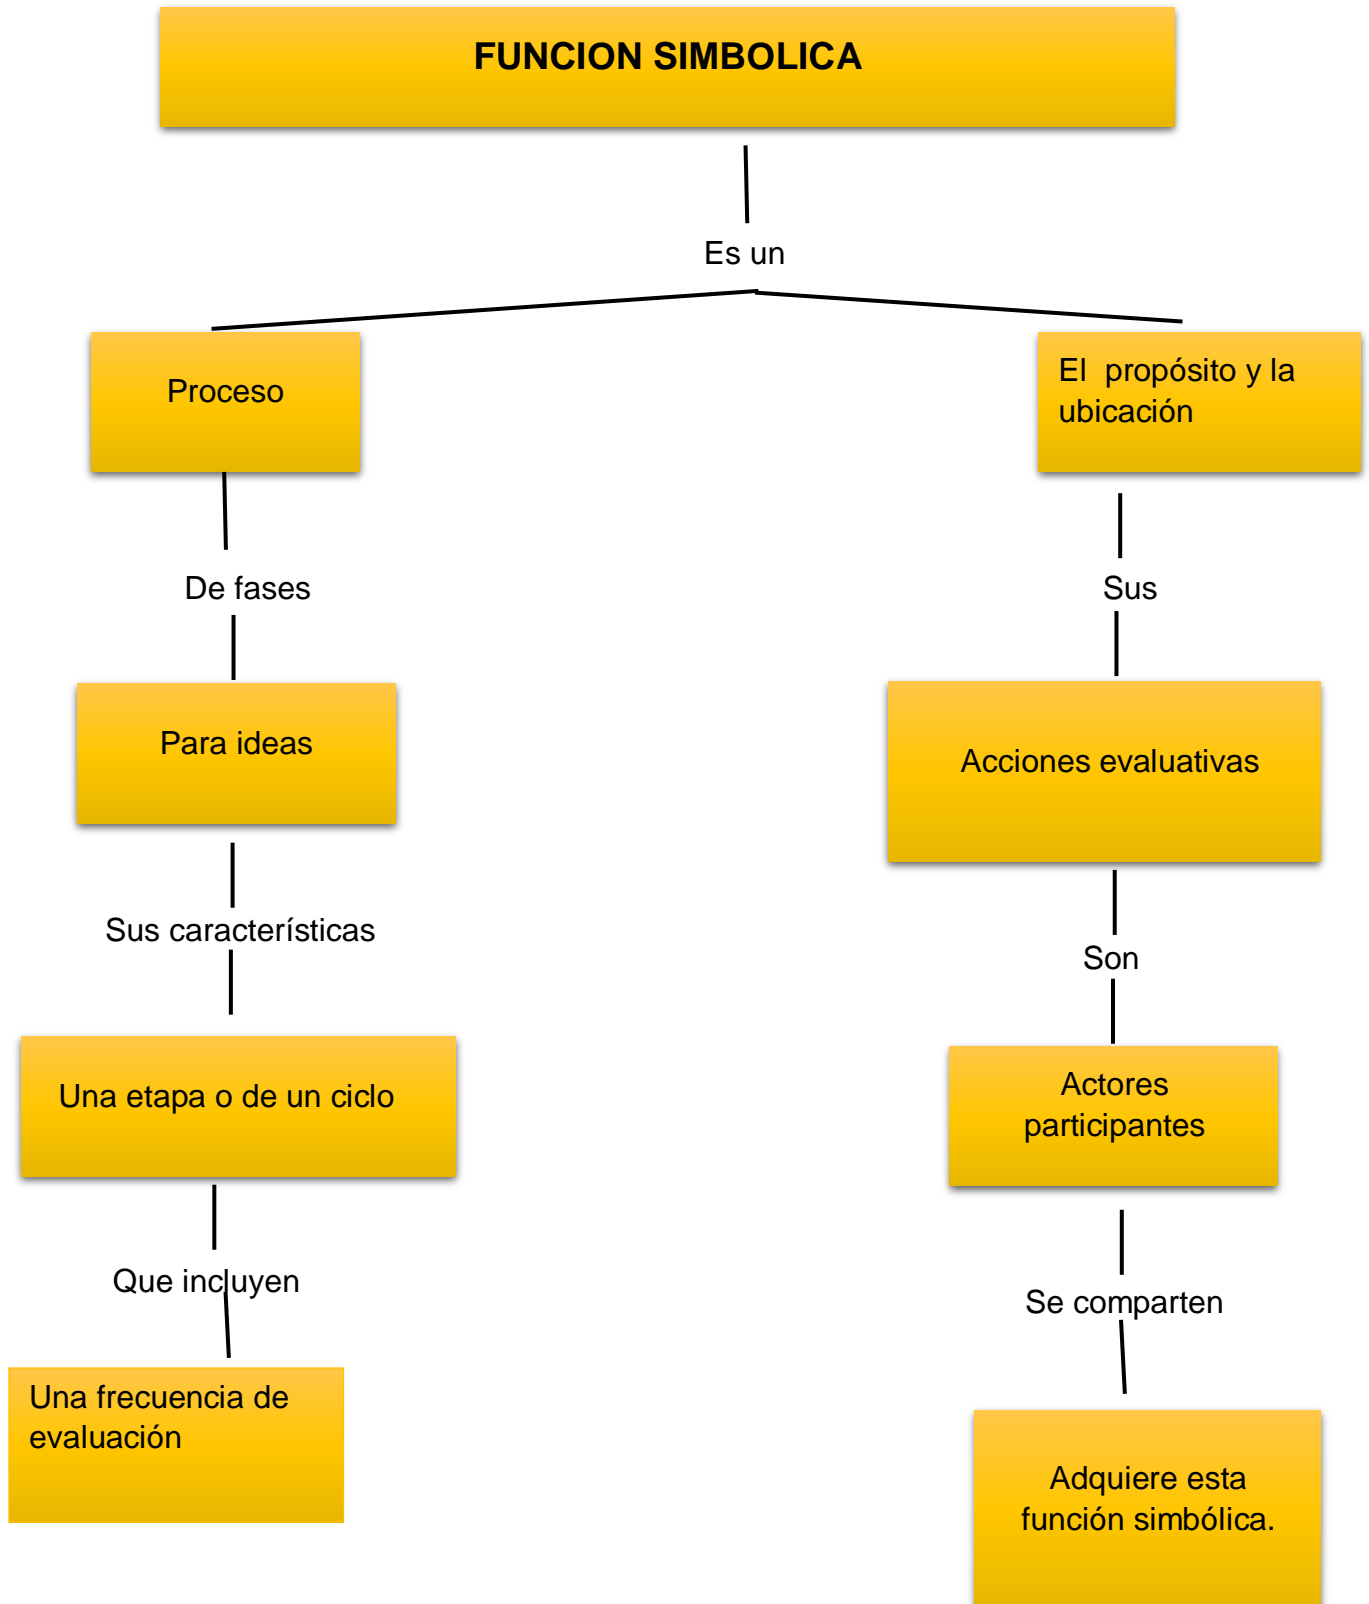 FUNCION SIMBOLICA
Es un
Proceso
El propósito y la
ubicación
De fases
Sus
Para ideas
Acciones evaluativas
Sus características
Son
Una etapa o de un ciclo
Actores
participantes
Que incluyen
Se comparten
Una frecuencia de
evaluación
Adquiere esta
función simbólica.